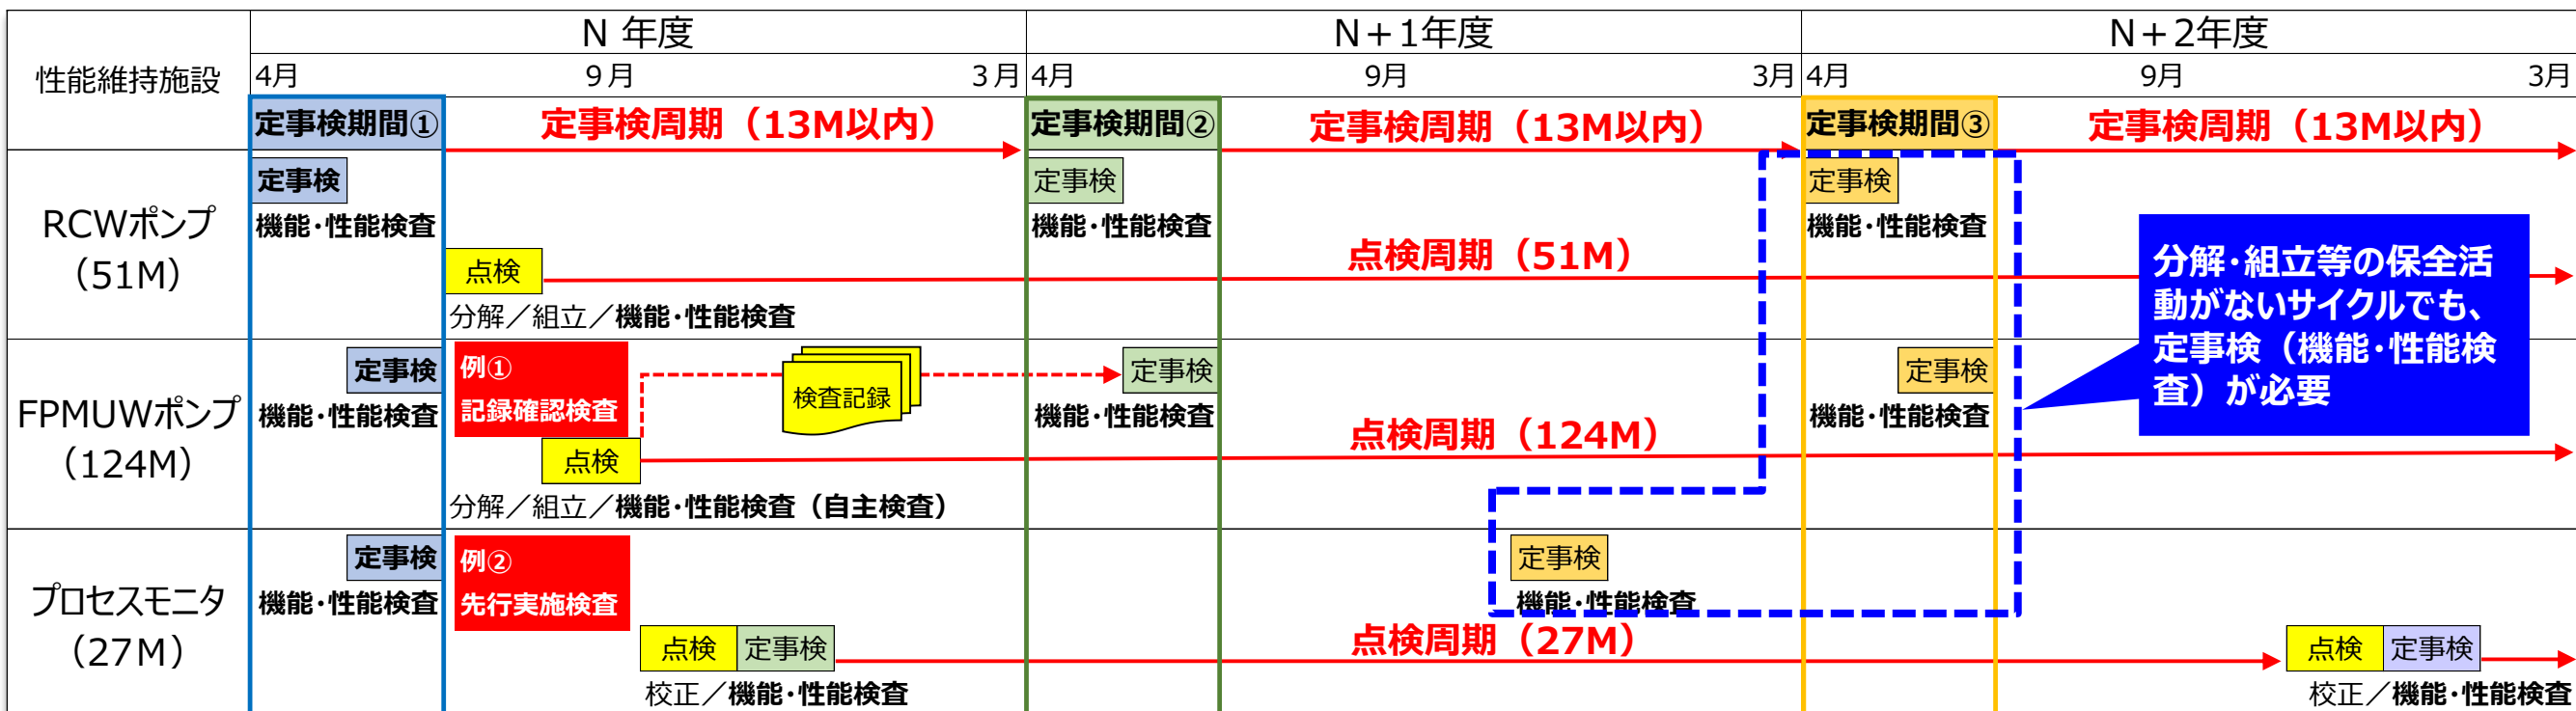 性能維持施設
N 年度
N＋1年度
N＋2年度
4月
9月
3月
4月
9月
3月
4月
9月
3月
定事検期間①
定事検周期（13M以内）
定事検期間②
定事検周期（13M以内）
定事検期間③
定事検周期（13M以内）
RCWポンプ
（51M）
定事検
機能・性能検査
点検
分解／組立／機能・性能検査
定事検
機能・性能検査
点検周期（51M）
定事検
機能・性能検査
分解・組立等の保全活
動がないサイクルでも、
定事検（機能・性能検
査）が必要
FPMUWポンプ
（124M）
定事検
機能・性能検査
例①
記録確認検査
検査記録
点検
分解／組立／機能・性能検査（自主検査）
定事検
機能・性能検査
点検周期（124M）
定事検
機能・性能検査
プロセスモニタ
（27M）
定事検
機能・性能検査
例②
先行実施検査
点検
定事検
校正／機能・性能検査
定事検
機能・性能検査
点検周期（27M）
点検
定事検
校正／機能・性能検査